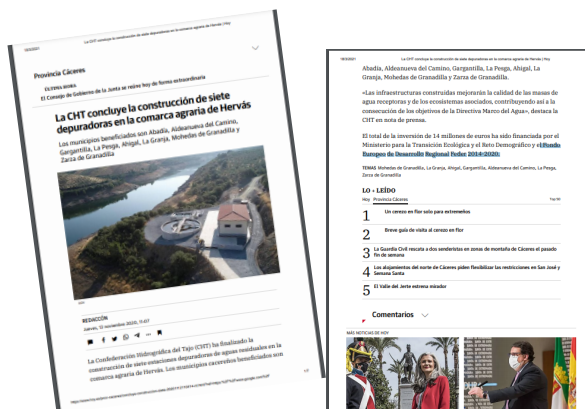 La CHT concluye la construcción de siete depuradoras en la comarca agraria de Hervás | Hoy
Provincia Cáceres
ÚLTIMA HORA
El Consejo de Gobierno de la Junta se reúne hoy de forma extraordinaria
La CHT concluye la construcción de siete
depuradoras en la comarca agraria de Hervás
Los municipios beneficiados son Abadía, Aldeanueva del Camino,
Gargantilla, La Pesga, Ahigal, La Granja, Mohedas de Granadilla y
Zarza de Granadilla
REDACCIÓN
Jueves, 12 noviembre 2020, 11:07
La Confederación Hidrográfica del Tajo (CHT) ha finalizado la
construcción de siete estaciones depuradoras de aguas residuales en la
comarca agraria de Hervás. Los municipios cacereños beneficiados son
La CHT concluye la construcción de siete depuradoras en la comarca agraria de Hervás | Hoy
Abadía, Aldeanueva del Camino, Gargantilla, La Pesga, Ahigal, La
Granja, Mohedas de Granadilla y Zarza de Granadilla.
«Las infraestructuras construidas mejorarán la calidad de las masas de
agua receptoras y de los ecosistemas asociados, contribuyendo así a la
consecución de los objetivos de la Directiva Marco del Agua», destaca la
CHT en nota de prensa.
El total de la inversión de 14 millones de euros ha sido financiada por el
Ministerio para la Transición Ecológica y el Reto Demográfico y el Fondo
Europeo de Desarrollo Regional Feder 2014-2020.
TEMAS Mohedas de Granadilla, La Granja, Gargantilla, Ahigal, Aldeanueva del Camino, La Pesga,
Zarza de Granadilla
LO + LEÍDO
Hoy Provincia Cáceres
Top 50
1 Un cerezo en flor solo para extremeños
2 Breve guía de visita al cerezo en flor
3 La Guardia Civil rescata a dos senderistas en zonas de montaña de Cáceres el pasado
fin de semana
4 Los alojamientos del norte de Cáceres piden flexibilizar las restricciones en San José y
Semana Santa
5 El Valle del Jerte estrena mirador
Comentarios
MÁS NOTICIAS DE HOY